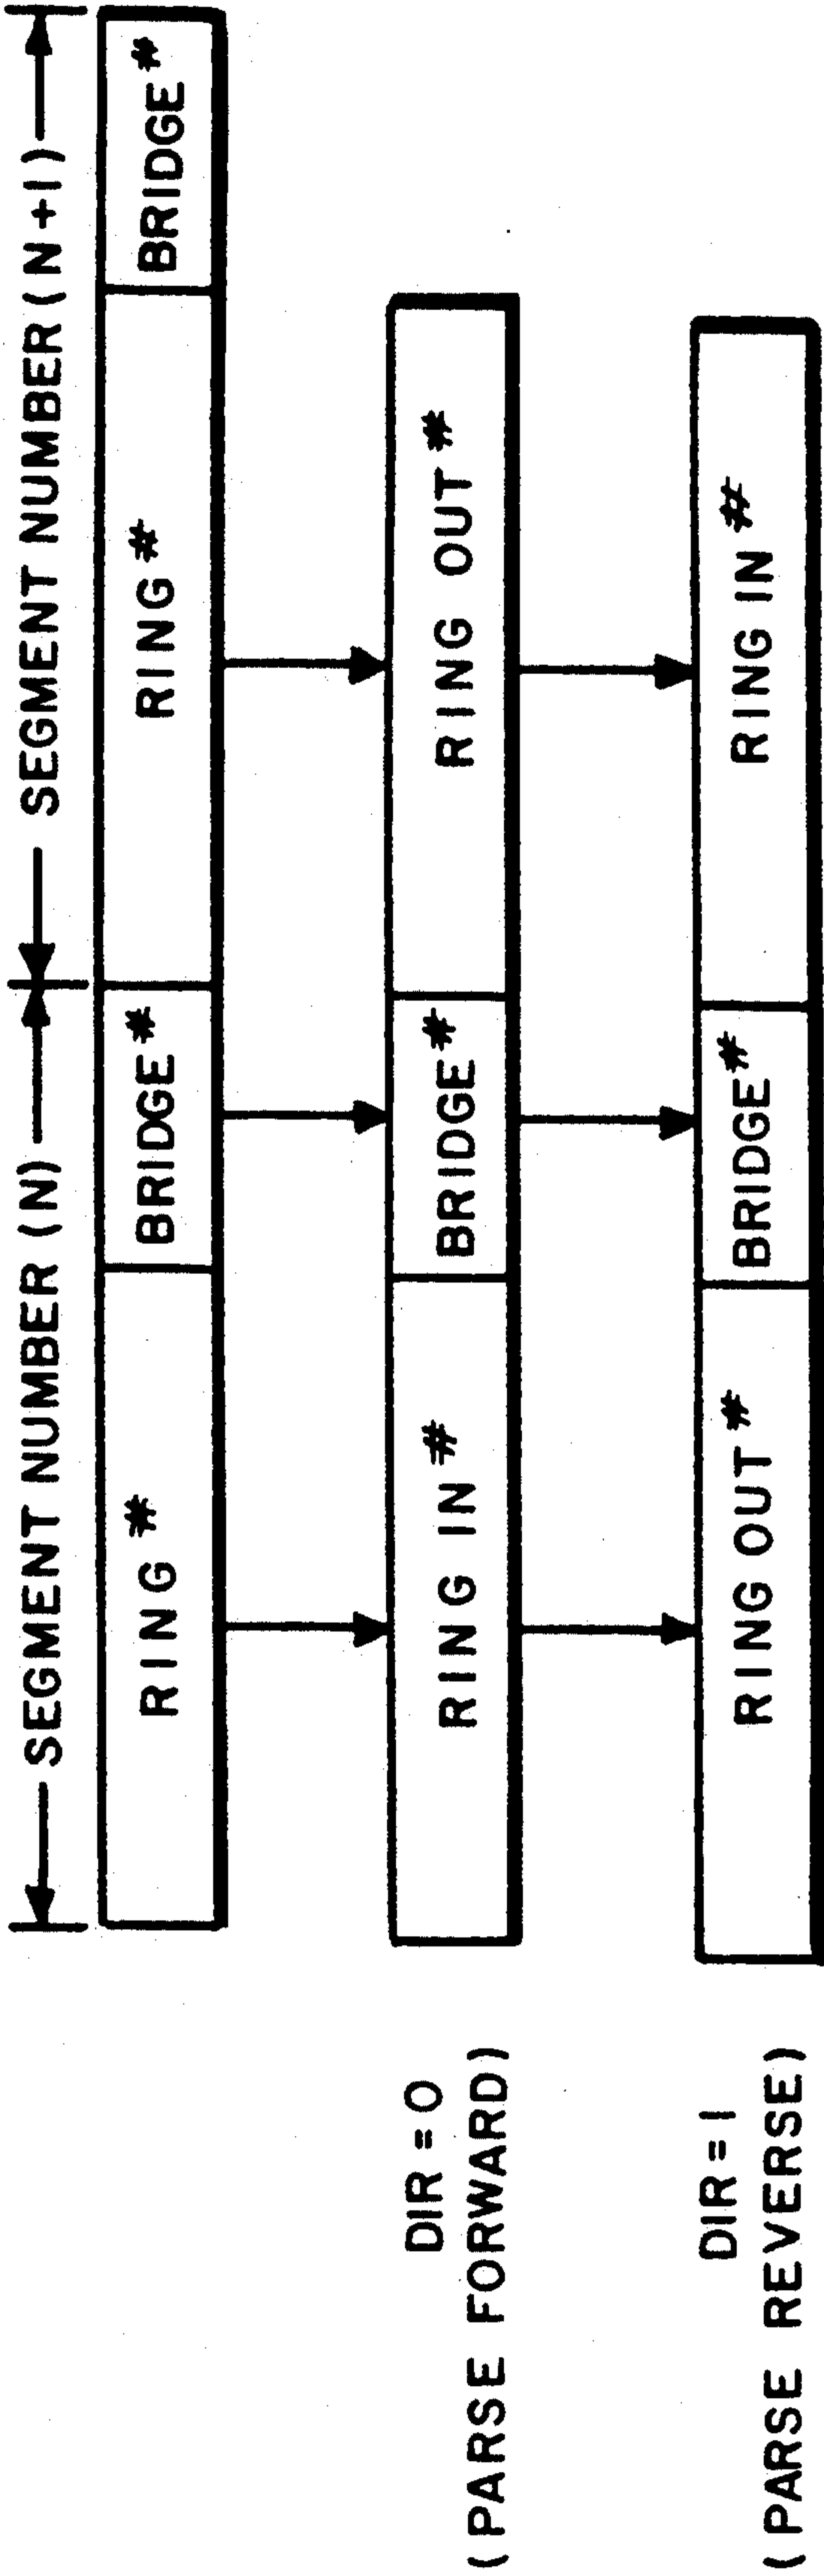 SEGMENT NUMBER (N)
SEGMENT NUMBER (N+1)
RING #
BRIDGE #
RING #
BRIDGE #
DIR = 0
(PARSE FORWARD)
RING IN #
BRIDGE #
RING OUT #
DIR = 1
(PARSE REVERSE)
RING OUT #
BRIDGE #
RING IN #